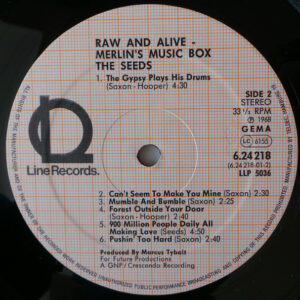 RAW AND ALIVE -
MERLIN'S MUSIC BOX
THE SEEDS
1. The Gypsy Plays His Drums
(Saxon - Hooper) 4:30
SIDE 2
STEREO
33⅓ RPM
℗ 1968
GEMA
LC 6155
6.24 218
(6.24 218-01-2)
LLP 5036
Line Records.
2. Can't Seem To Make You Mine (Saxon) 2:30
3. Mumble And Bumble (Saxon) 2:25
4. Forest Outside Your Door
(Saxon - Hooper) 2:40
5. 900 Million People Daily All
Making Love (Seeds) 4:50
6. Pushin' Too Hard (Saxon) 2:40
Produced By Marcus Tybalt
For Future Productions
A GNP/Crescendo Recording